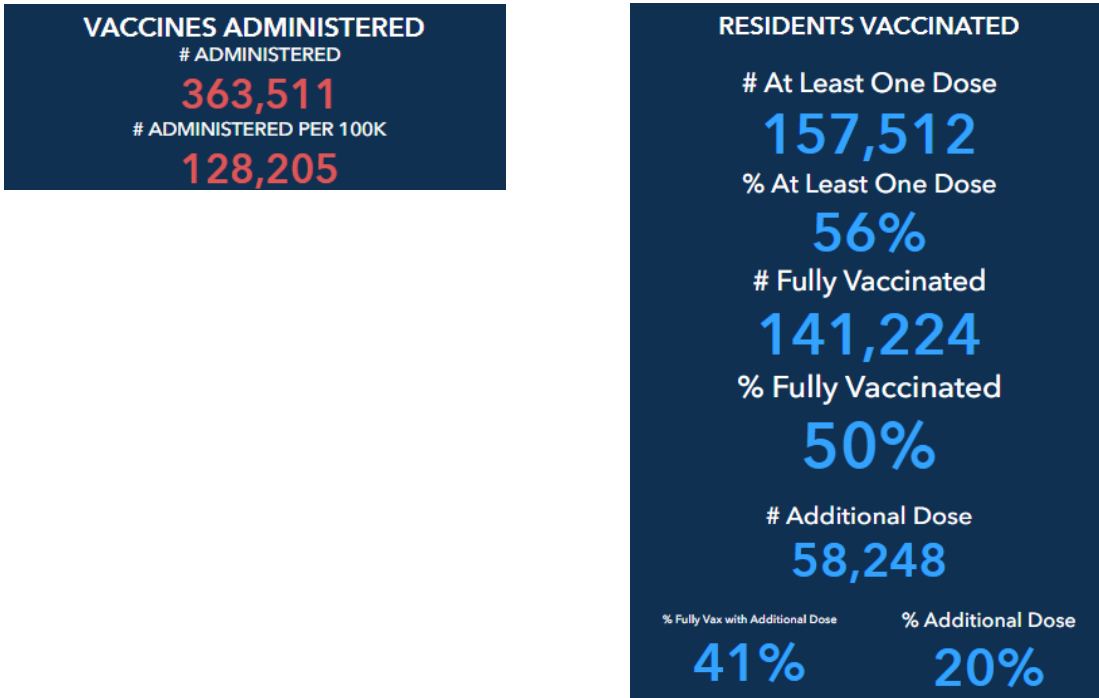 VACCINES ADMINISTERED
# ADMINISTERED
363,511
# ADMINISTERED PER 100K
128,205
RESIDENTS VACCINATED
# At Least One Dose
157,512
% At Least One Dose
56%
# Fully Vaccinated
141,224
% Fully Vaccinated
50%
# Additional Dose
58,248
% Fully Vax with Additional Dose
41%
% Additional Dose
20%